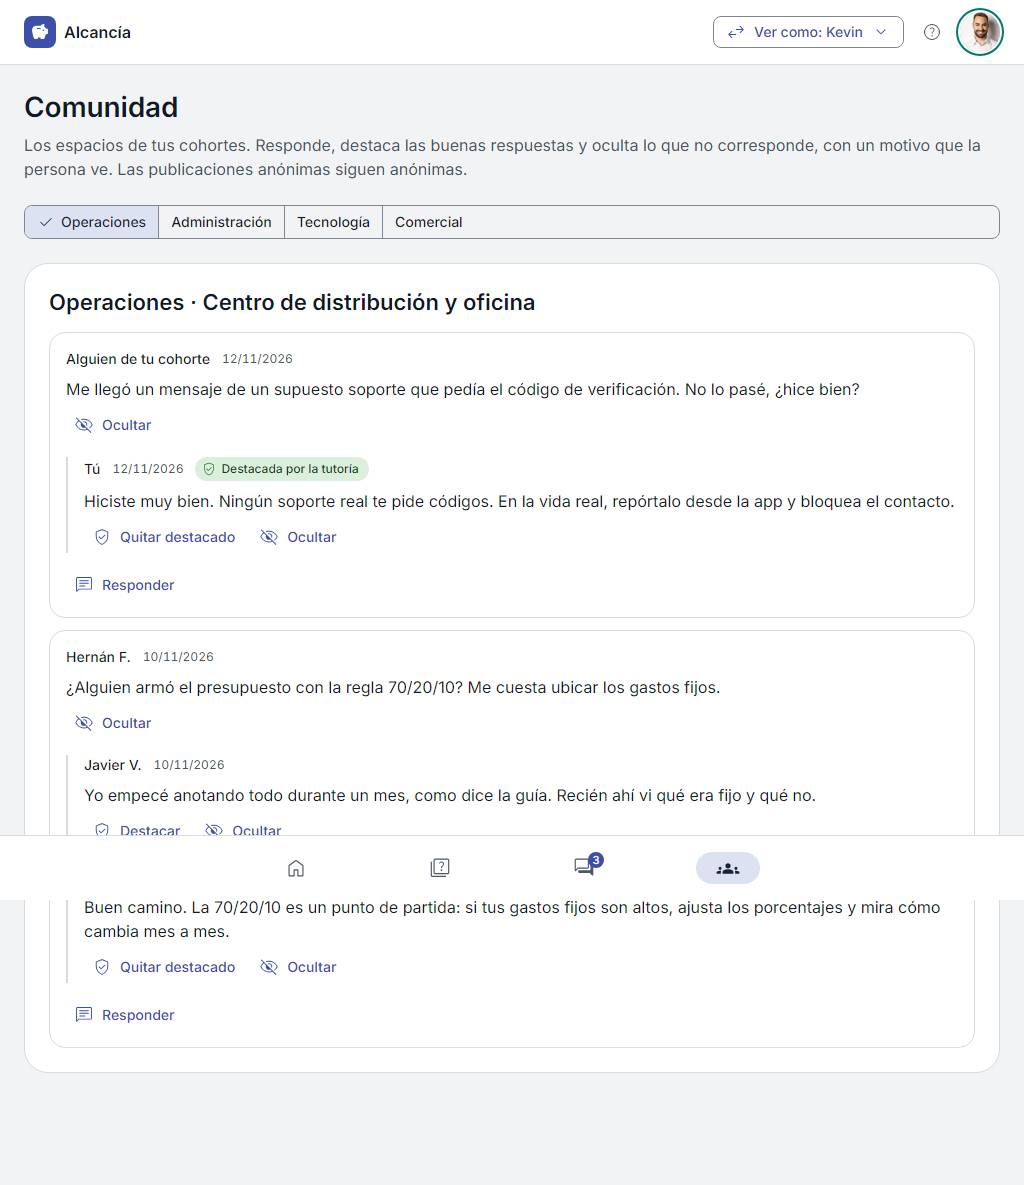 Alcancía
Ver como: Kevin
Comunidad
Los espacios de tus cohortes. Responde, destaca las buenas respuestas y oculta lo que no corresponde, con un motivo que la
persona ve. Las publicaciones anónimas siguen anónimas.
Operaciones
Administración
Tecnología
Comercial
Operaciones · Centro de distribución y oficina
Alguien de tu cohorte 12/11/2026
Me llegó un mensaje de un supuesto soporte que pedía el código de verificación. No lo pasé, ¿hice bien?
Ocultar
Tú 12/11/2026 Destacada por la tutoría
Hiciste muy bien. Ningún soporte real te pide códigos. En la vida real, repórtalo desde la app y bloquea el contacto.
Quitar destacado Ocultar
Responder
Hernán F. 10/11/2026
¿Alguien armó el presupuesto con la regla 70/20/10? Me cuesta ubicar los gastos fijos.
Ocultar
Javier V. 10/11/2026
Yo empecé anotando todo durante un mes, como dice la guía. Recién ahí vi qué era fijo y qué no.
Destacar Ocultar
3
Buen camino. La 70/20/10 es un punto de partida: si tus gastos fijos son altos, ajusta los porcentajes y mira cómo
cambia mes a mes.
Quitar destacado Ocultar
Responder